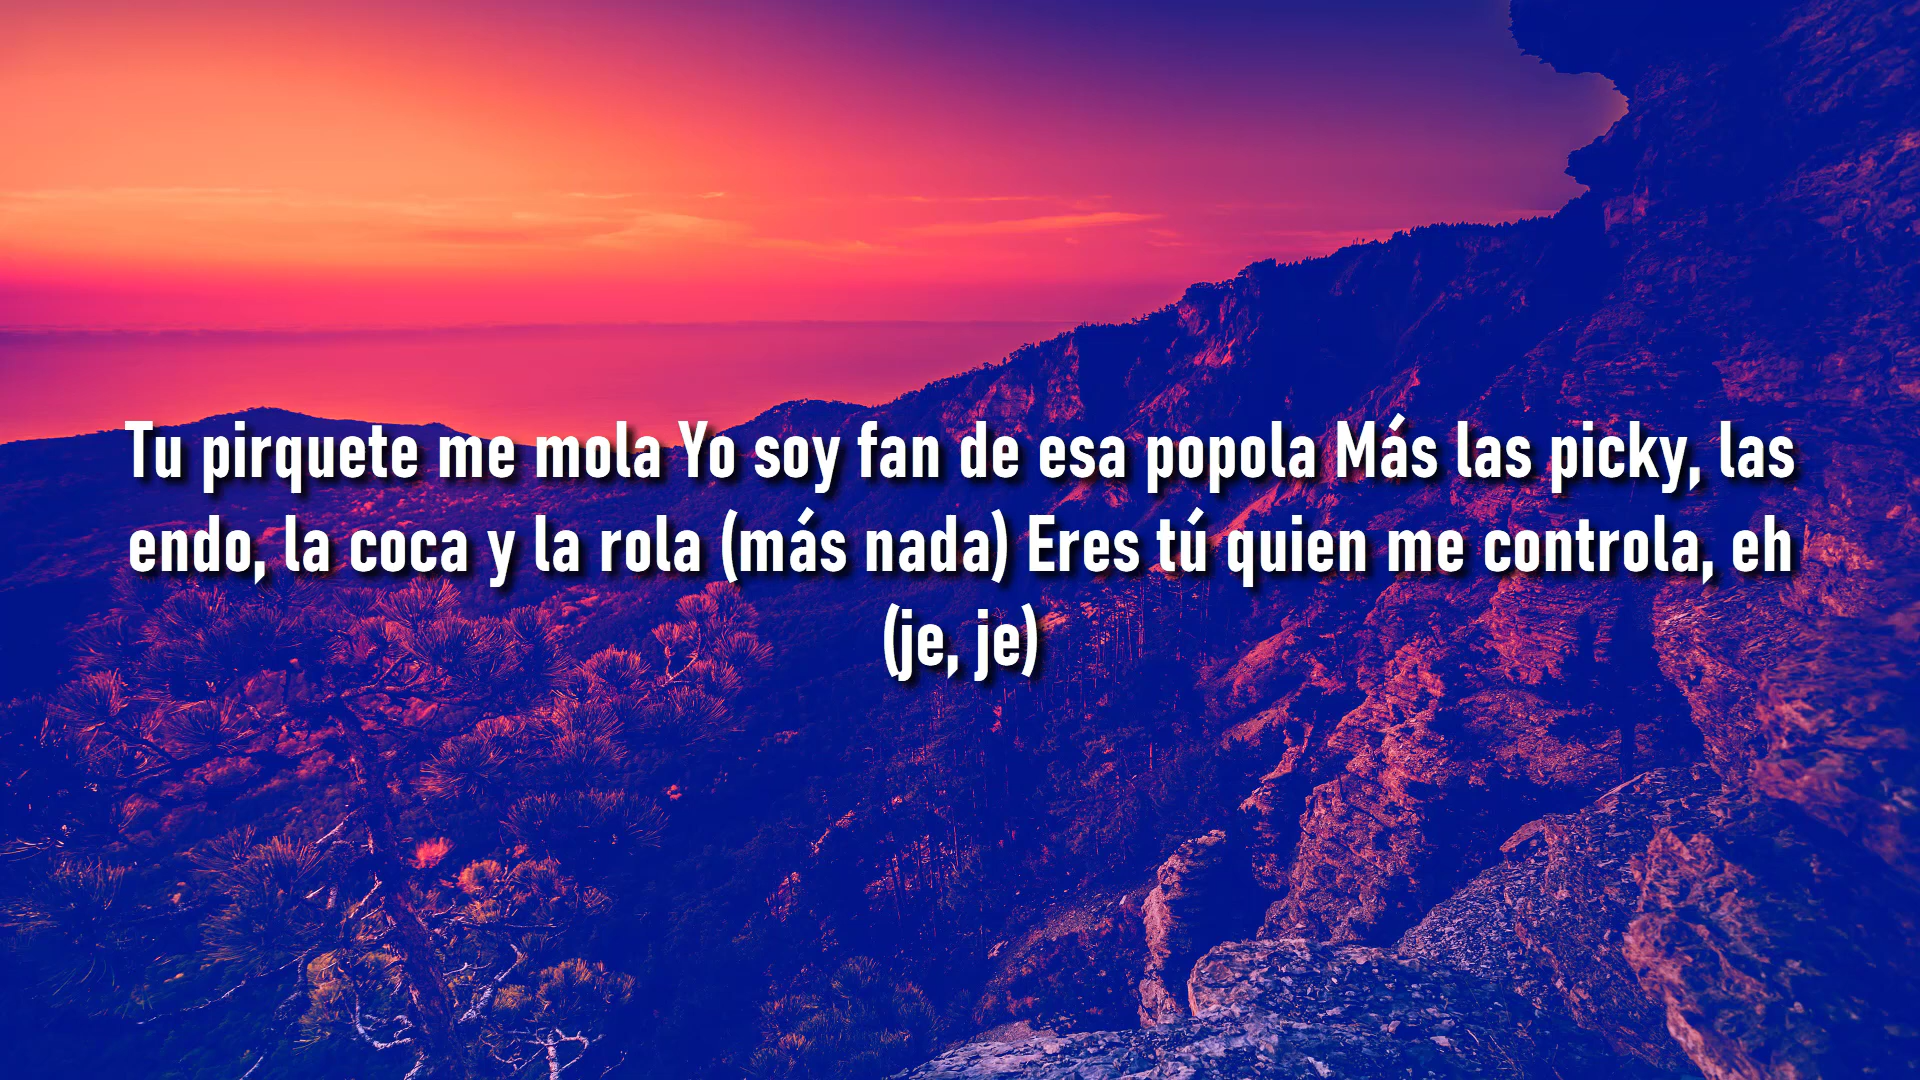 Tu pirquete me mola Yo soy fan de esa popola Más las picky, las
endo, la coca y la rola (más nada) Eres tú quien me controla, eh
(je, je)